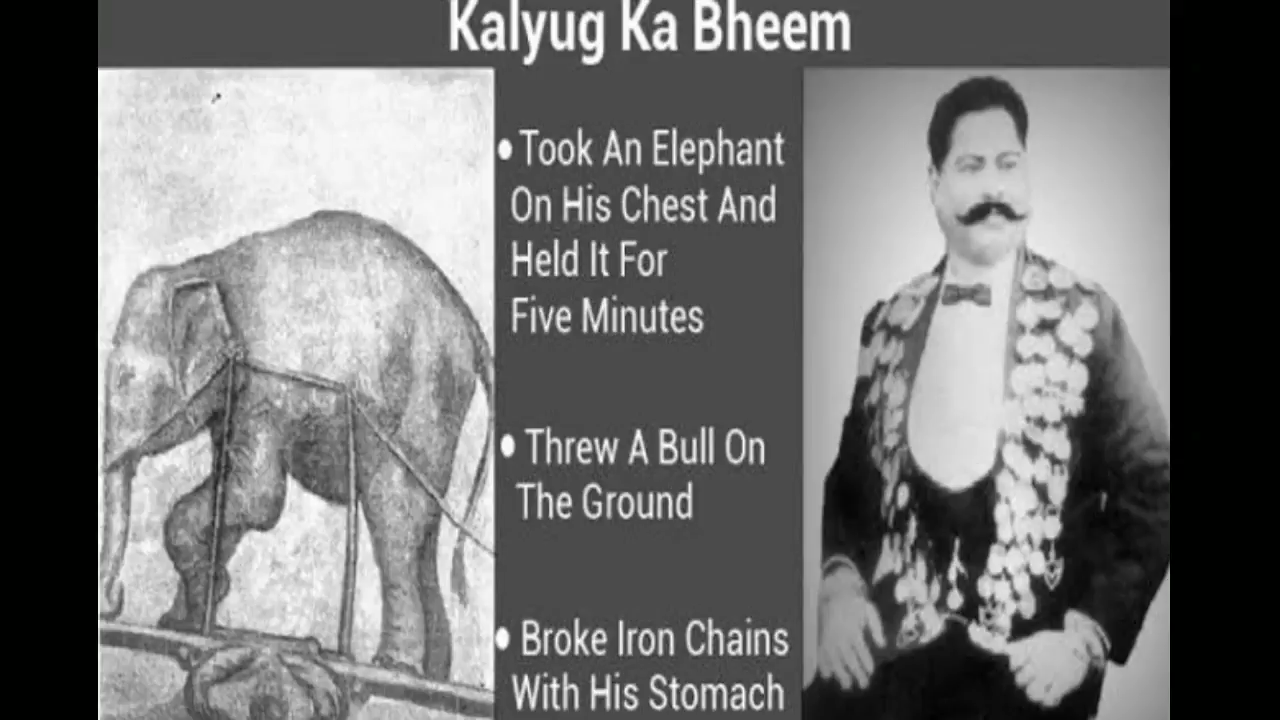 Kalyug Ka Bheem
• Took An Elephant
On His Chest And
Held It For
Five Minutes
• Threw A Bull On
The Ground
• Broke Iron Chains
With His Stomach